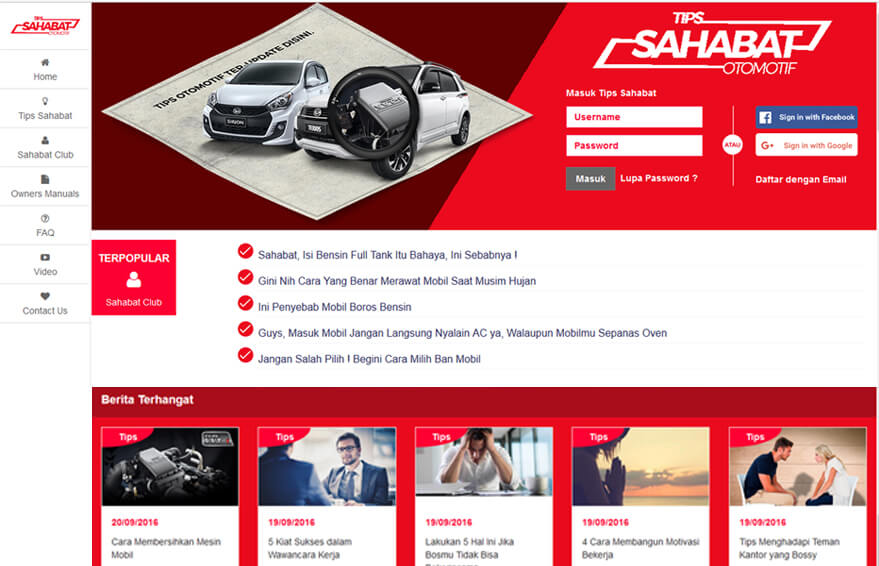 TIPS
SAHABAT
OTOMOTIF
Home
Tips Sahabat
Sahabat Club
Owners Manuals
FAQ
Video
Contact Us
TIPS OTOMOTIF TER-UPDATE DISINI.
SIRION
TERIOS
TIPS
SAHABAT
OTOMOTIF
Masuk Tips Sahabat
Username
Password
Masuk
Lupa Password ?
ATAU
Sign in with Facebook
G+ Sign in with Google
Daftar dengan Email
TERPOPULAR
Sahabat Club
Sahabat, Isi Bensin Full Tank Itu Bahaya, Ini Sebabnya !
Gini Nih Cara Yang Benar Merawat Mobil Saat Musim Hujan
Ini Penyebab Mobil Boros Bensin
Guys, Masuk Mobil Jangan Langsung Nyalain AC ya, Walaupun Mobilmu Sepanas Oven
Jangan Salah Pilih ! Begini Cara Milih Ban Mobil
Berita Terhangat
Tips
20/09/2016
Cara Membersihkan Mesin
Mobil
Tips
19/09/2016
5 Kiat Sukses dalam
Wawancara Kerja
Tips
19/09/2016
Lakukan 5 Hal Ini Jika
Bosmu Tidak Bisa
Tips
19/09/2016
4 Cara Membangun Motivasi
Bekerja
Tips
19/09/2016
Tips Menghadapi Teman
Kantor yang Bossy